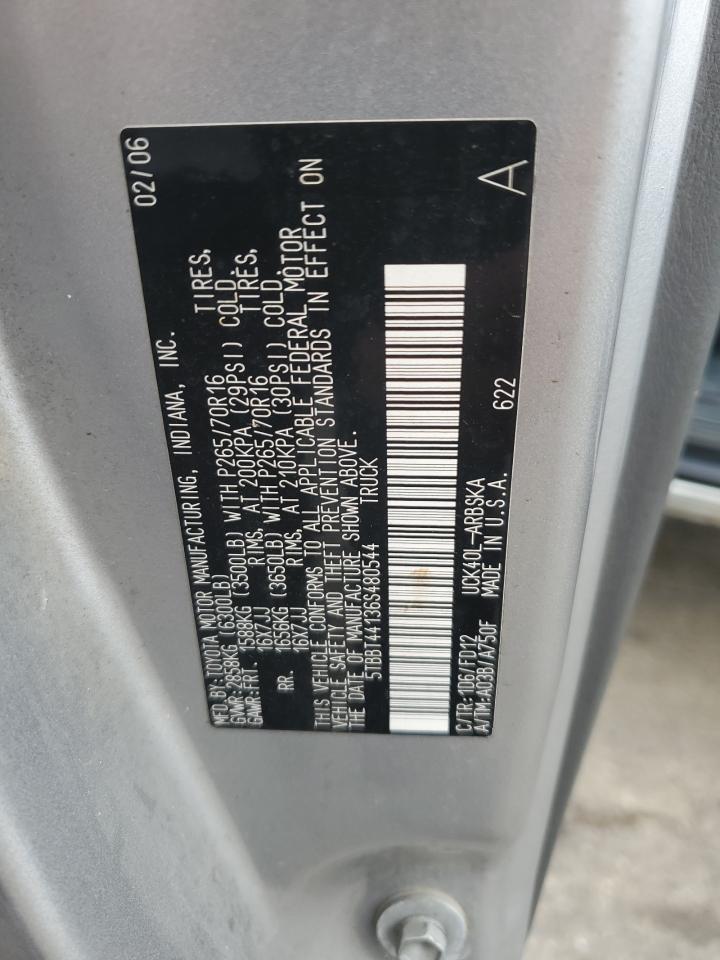 02/06
MFD.BY:TOYOTA MOTOR MANUFACTURING, INDIANA, INC.
GVWR:2858KG (6300LB)
GAWR:FRT. 1588KG (3500LB) WITH P265/70R16 TIRES,
16X7JJ RIMS, AT 200KPA (29PSI) COLD.
RR. 1656KG (3650LB) WITH P265/70R16 TIRES,
16X7JJ RIMS, AT 210KPA (30PSI) COLD.
THIS VEHICLE CONFORMS TO ALL APPLICABLE FEDERAL MOTOR
VEHICLE SAFETY AND THEFT PREVENTION STANDARDS IN EFFECT ON
THE DATE OF MANUFACTURE SHOWN ABOVE.
5TBBT44136S480544 TRUCK
C/TR:1D6/FD12 UCK40L-ARBSKA 622
A/TM:A03B/A750F MADE IN U.S.A.
A